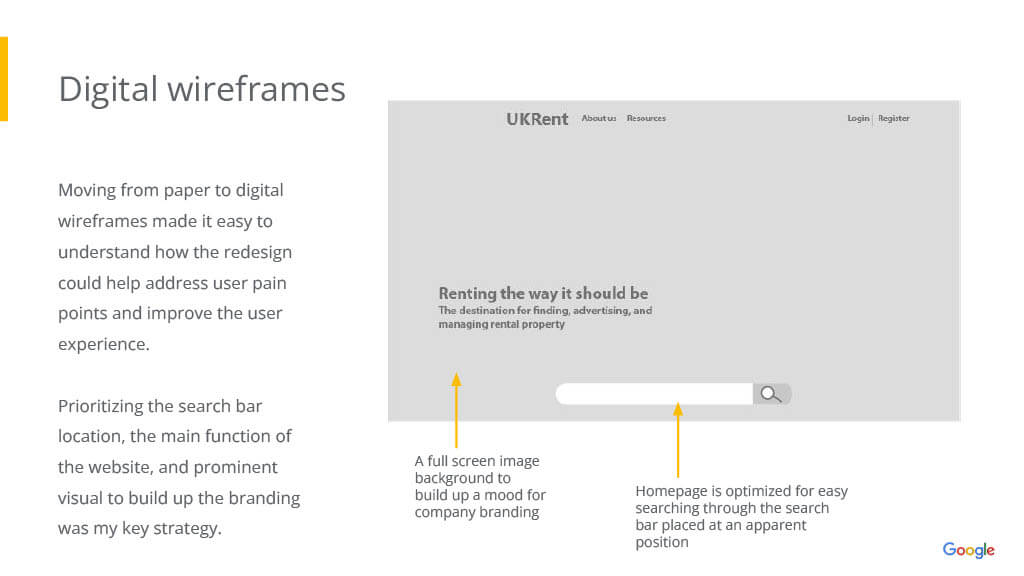 Digital wireframes
Moving from paper to digital
wireframes made it easy to
understand how the redesign
could help address user pain
points and improve the user
experience.
Prioritizing the search bar
location, the main function of
the website, and prominent
visual to build up the branding
was my key strategy.
UKRent About us Resources Login | Register
Renting the way it should be
The destination for finding, advertising, and
managing rental property
A full screen image
background to
build up a mood for
company branding
Homepage is optimized for easy
searching through the search
bar placed at an apparent
position
Google